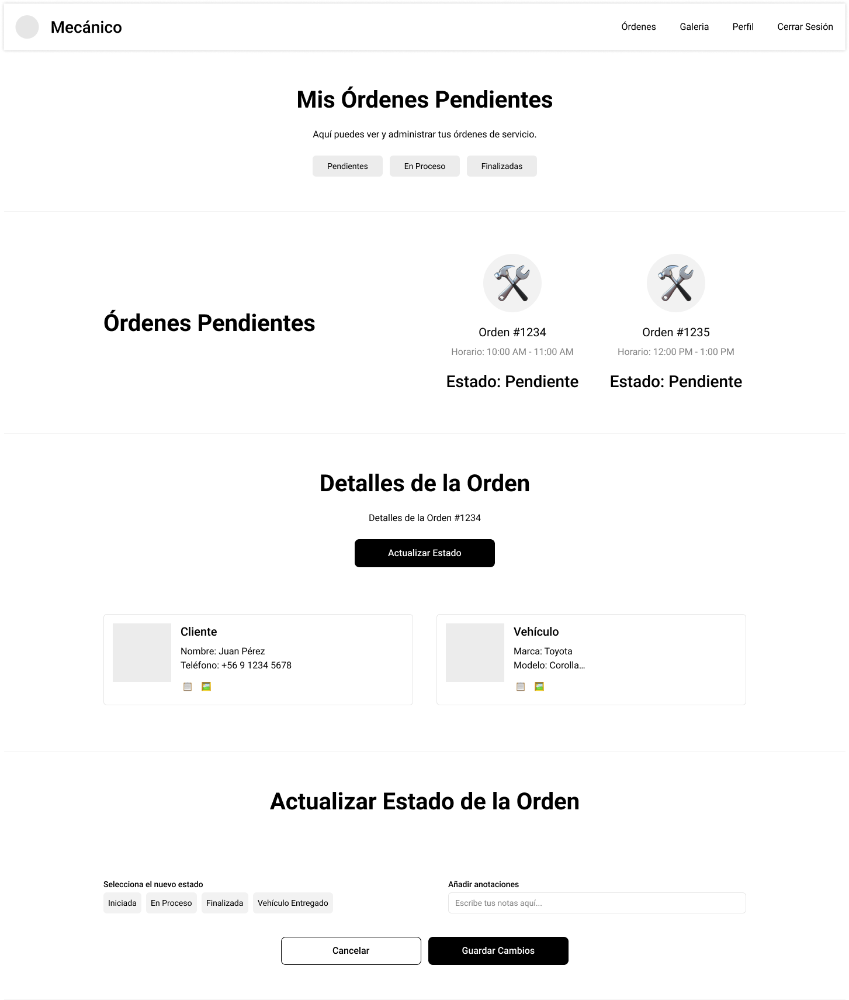 Mecánico
Órdenes
Galeria
Perfil
Cerrar Sesión
Mis Órdenes Pendientes
Aquí puedes ver y administrar tus órdenes de servicio.
Pendientes
En Proceso
Finalizadas
Órdenes Pendientes
Orden #1234
Horario: 10:00 AM - 11:00 AM
Estado: Pendiente
Orden #1235
Horario: 12:00 PM - 1:00 PM
Estado: Pendiente
Detalles de la Orden
Detalles de la Orden #1234
Actualizar Estado
Cliente
Nombre: Juan Pérez
Teléfono: +56 9 1234 5678
Vehículo
Marca: Toyota
Modelo: Corolla...
Actualizar Estado de la Orden
Selecciona el nuevo estado
Iniciada
En Proceso
Finalizada
Vehículo Entregado
Añadir anotaciones
Escribe tus notas aquí...
Cancelar
Guardar Cambios